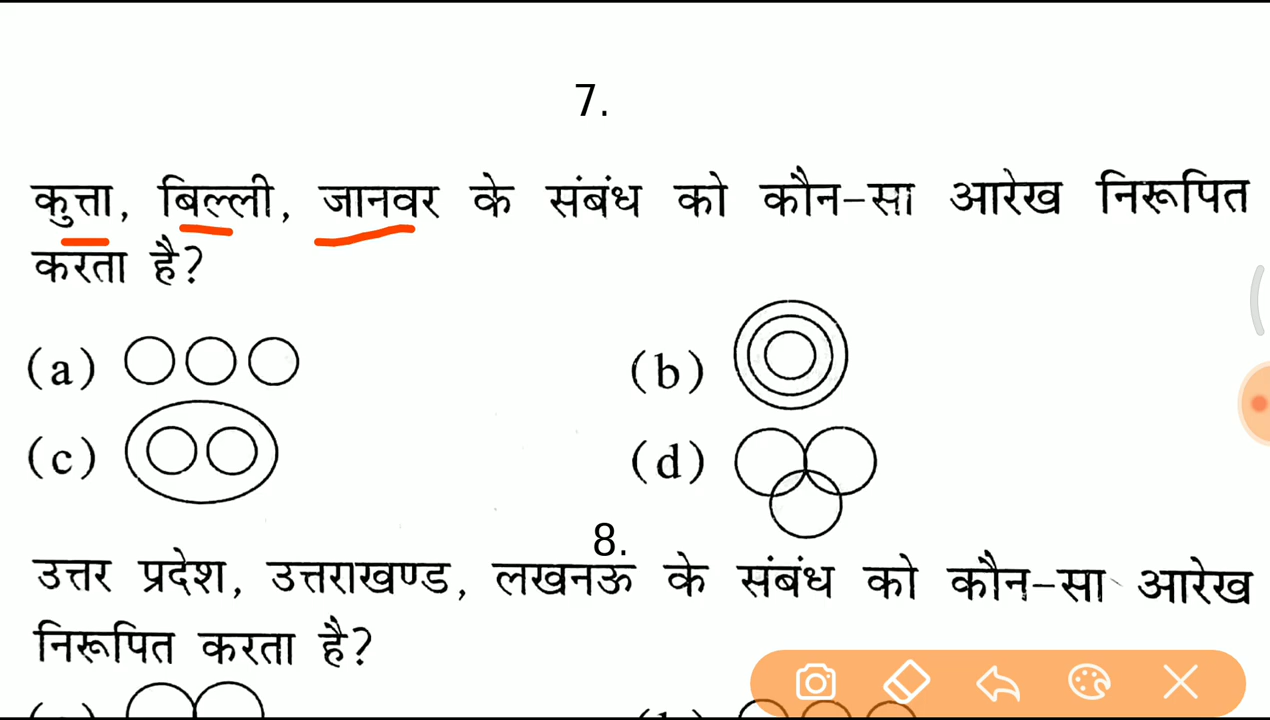 7.
कुत्ता, बिल्ली, जानवर के संबंध को कौन-सा आरेख निरूपित
करता है?
(a) (b)
(c) (d)
8.
उत्तर प्रदेश, उत्तराखण्ड, लखनऊ के संबंध को कौन-सा आरेख
निरूपित करता है?